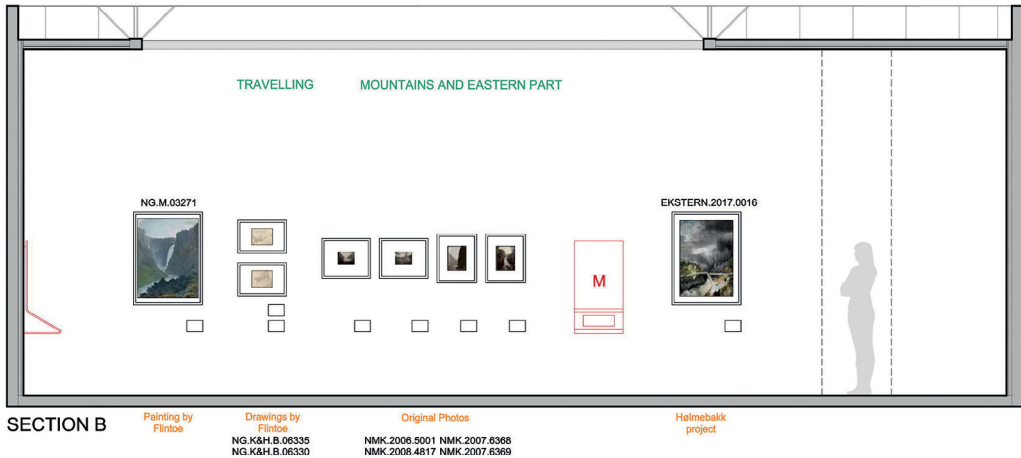 TRAVELLING MOUNTAINS AND EASTERN PART
NG.M.03271
EKSTERN.2017.0016
M
SECTION B
Painting by
Flintoe
Drawings by
Flintoe
NG.K&H.B.06335
NG.K&H.B.06330
Original Photos
NMK.2006.5001 NMK.2007.6368
NMK.2008.4817 NMK.2007.6369
Hølmebakk
project